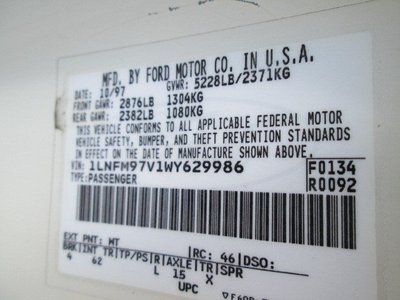 MFD. BY FORD MOTOR CO. IN U.S.A.
DATE: 10/97 GVWR: 5228LB/2371KG
FRONT GAWR: 2876LB 1304KG
REAR GAWR: 2382LB 1080KG
THIS VEHICLE CONFORMS TO ALL APPLICABLE FEDERAL MOTOR
VEHICLE SAFETY, BUMPER, AND THEFT PREVENTION STANDARDS
IN EFFECT ON THE DATE OF MANUFACTURE SHOWN ABOVE.
VIN: 1LNFM97V1WY629986 F0134
TYPE: PASSENGER R0092
EXT PNT: WT RC: 46 DSO:
BRK INT TR TP/PS R AXLE TR SPR
4 62 L 15 X
UPC